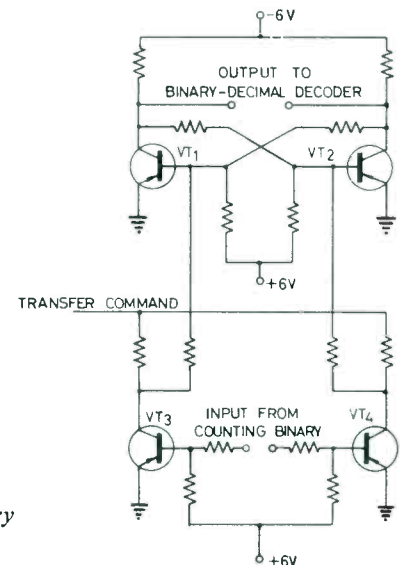 -6V
OUTPUT TO
BINARY-DECIMAL DECODER
VT1
VT2
+6V
TRANSFER COMMAND
VT3
INPUT FROM
COUNTING BINARY
VT4
+6V